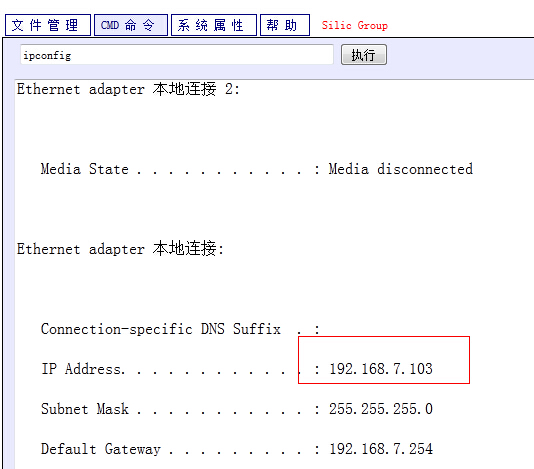 文件管理 CMD命令 系统属性 帮助 Silic Group
ipconfig 执行
Ethernet adapter 本地连接 2:
Media State . . . . . . . . . . . : Media disconnected
Ethernet adapter 本地连接:
Connection-specific DNS Suffix . :
IP Address. . . . . . . . . . . . : 192.168.7.103
Subnet Mask . . . . . . . . . . . : 255.255.255.0
Default Gateway . . . . . . . . . : 192.168.7.254